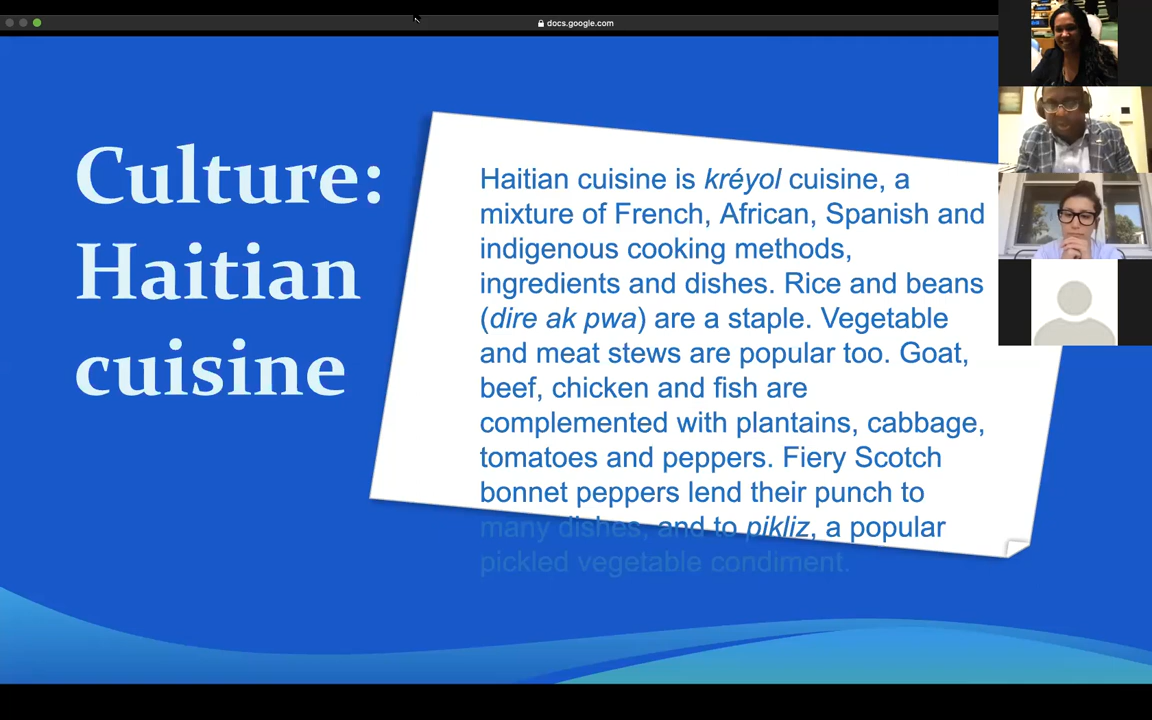 docs.google.com
Culture:
Haitian
cuisine
Haitian cuisine is kréyol cuisine, a
mixture of French, African, Spanish and
indigenous cooking methods,
ingredients and dishes. Rice and beans
(dire ak pwa) are a staple. Vegetable
and meat stews are popular too. Goat,
beef, chicken and fish are
complemented with plantains, cabbage,
tomatoes and peppers. Fiery Scotch
bonnet peppers lend their punch to
many dishes, and to pikliz, a popular
pickled vegetable condiment.